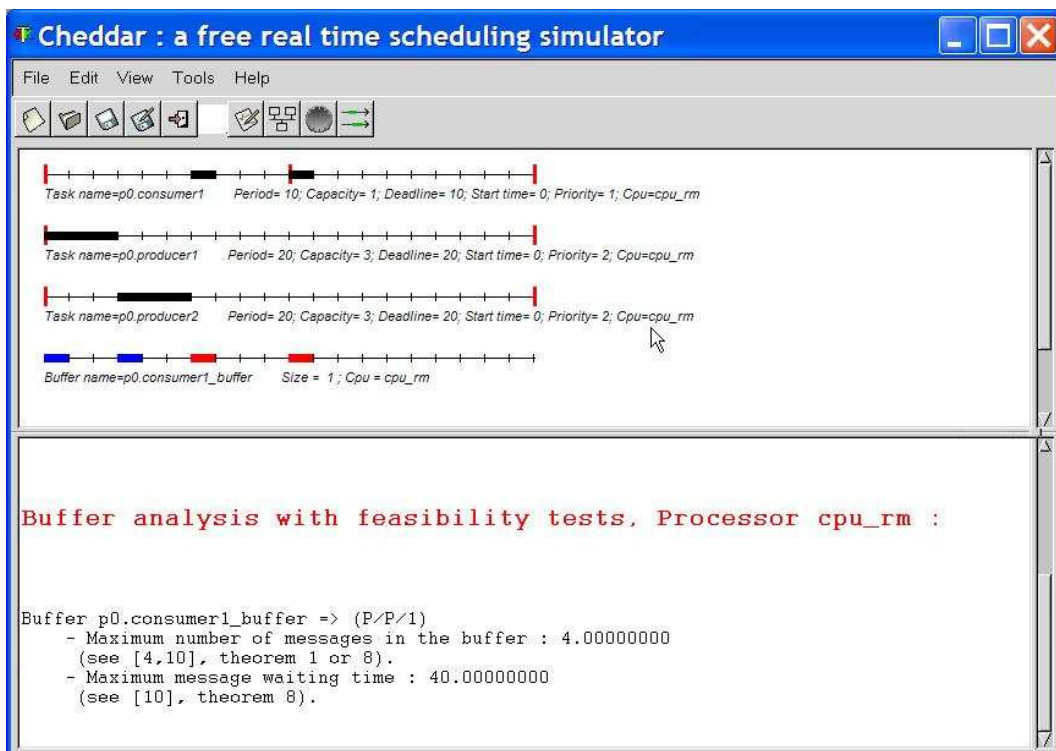 Cheddar : a free real time scheduling simulator
File Edit View Tools Help
Task name=p0.consumer1 Period= 10; Capacity= 1; Deadline= 10; Start time= 0; Priority= 1; Cpu=cpu_rm
Task name=p0.producer1 Period= 20; Capacity= 3; Deadline= 20; Start time= 0; Priority= 2; Cpu=cpu_rm
Task name=p0.producer2 Period= 20; Capacity= 3; Deadline= 20; Start time= 0; Priority= 2; Cpu=cpu_rm
Buffer name=p0.consumer1_buffer Size = 1 ; Cpu = cpu_rm
Buffer analysis with feasibility tests, Processor cpu_rm :
Buffer p0.consumer1_buffer => (P/P/1)
- Maximum number of messages in the buffer : 4.00000000
(see [4,10], theorem 1 or 8).
- Maximum message waiting time : 40.00000000
(see [10], theorem 8).